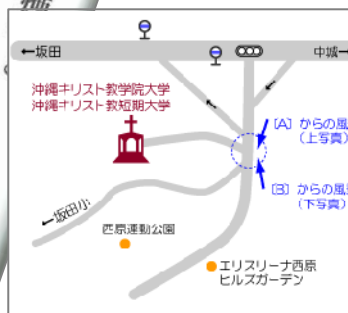 ←坂田
中城→
沖縄キリスト教学院大学
沖縄キリスト教短期大学
[A] からの風
(上写真)
[B] からの風
(下写真)
←坂田小
西原運動公園
エリスリーナ西原
ヒルズガーデン